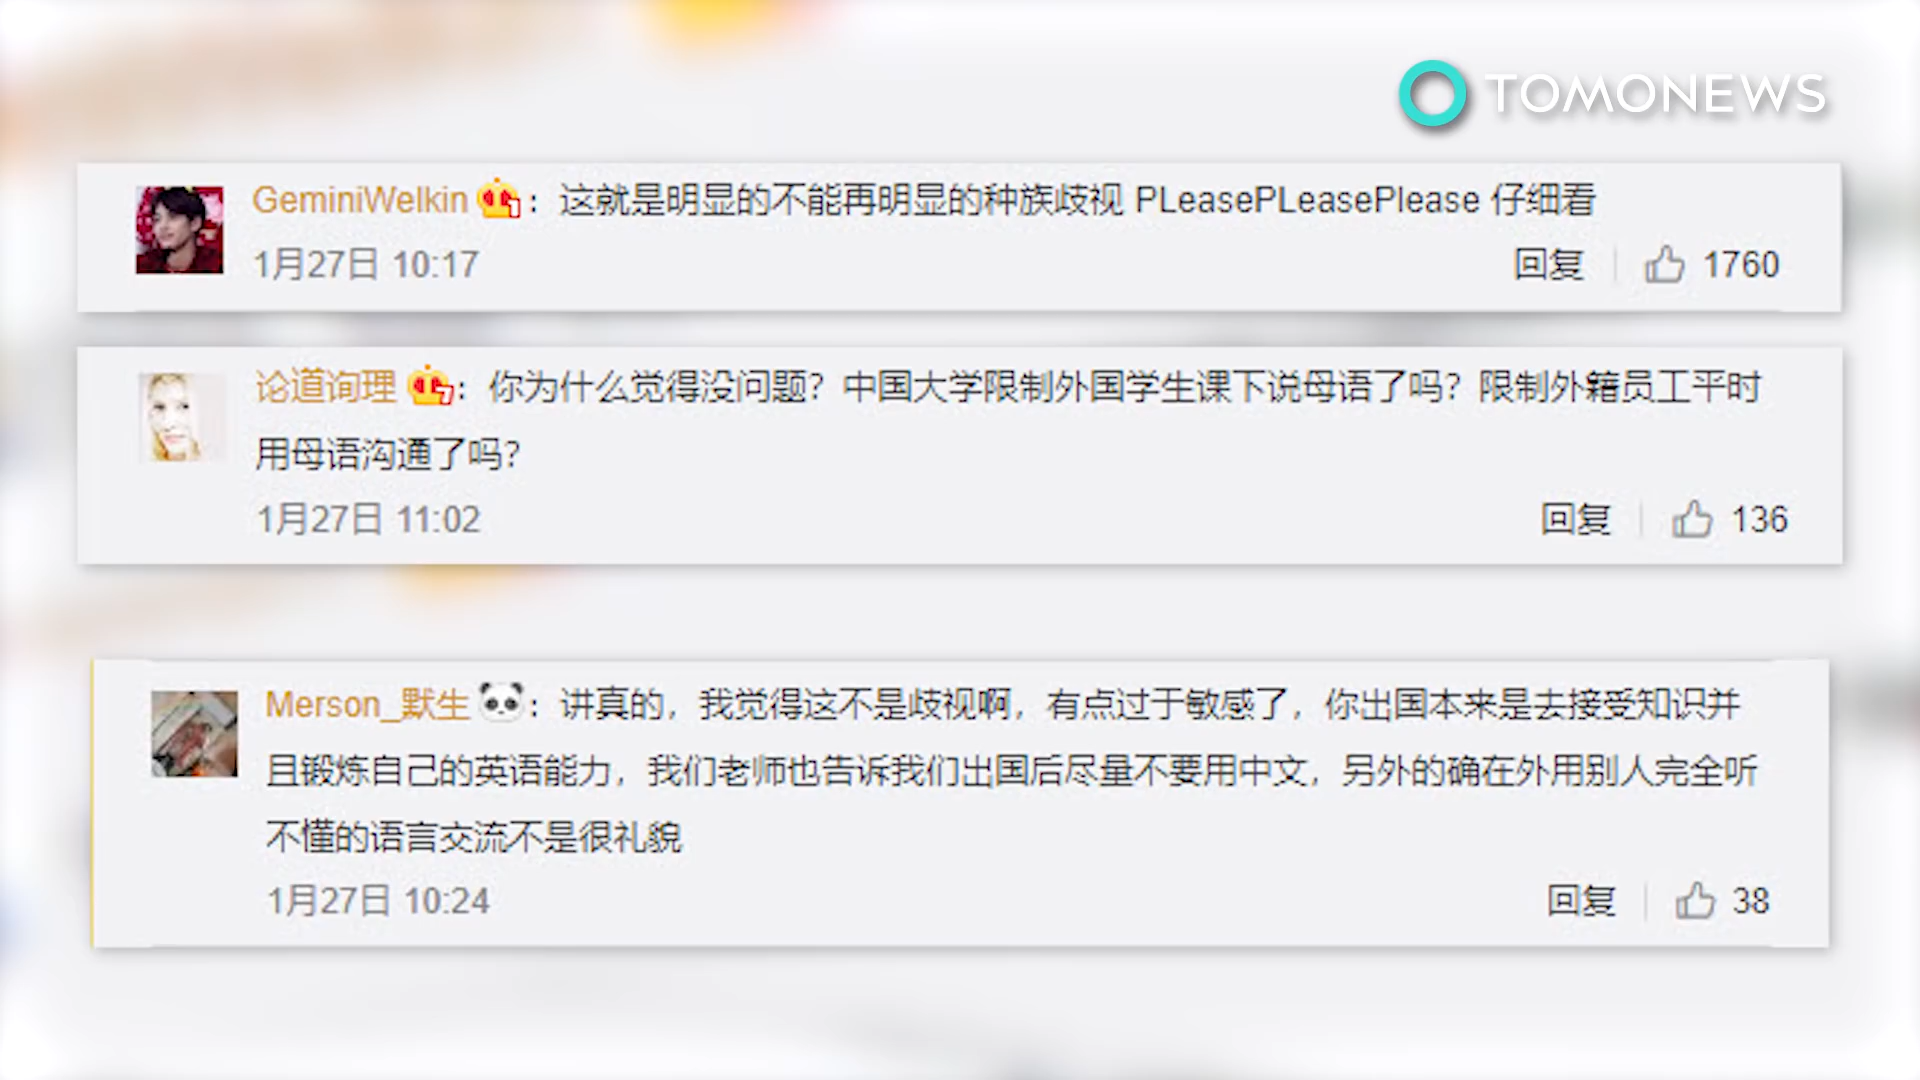 TOMONEWS
GeminiWelkin：这就是明显的不能再明显的种族歧视 PLeasePLeasePlease 仔细看
1月27日 10:17 回复 1760
论道询理：你为什么觉得没问题？中国大学限制外国学生课下说母语了吗？限制外籍员工平时
用母语沟通了吗？
1月27日 11:02 回复 136
Merson_默生：讲真的，我觉得这不是歧视啊，有点过于敏感了，你出国本来是去接受知识并
且锻炼自己的英语能力，我们老师也告诉我们出国后尽量不要用中文，另外的确在外用别人完全听
不懂的语言交流不是很礼貌
1月27日 10:24 回复 38